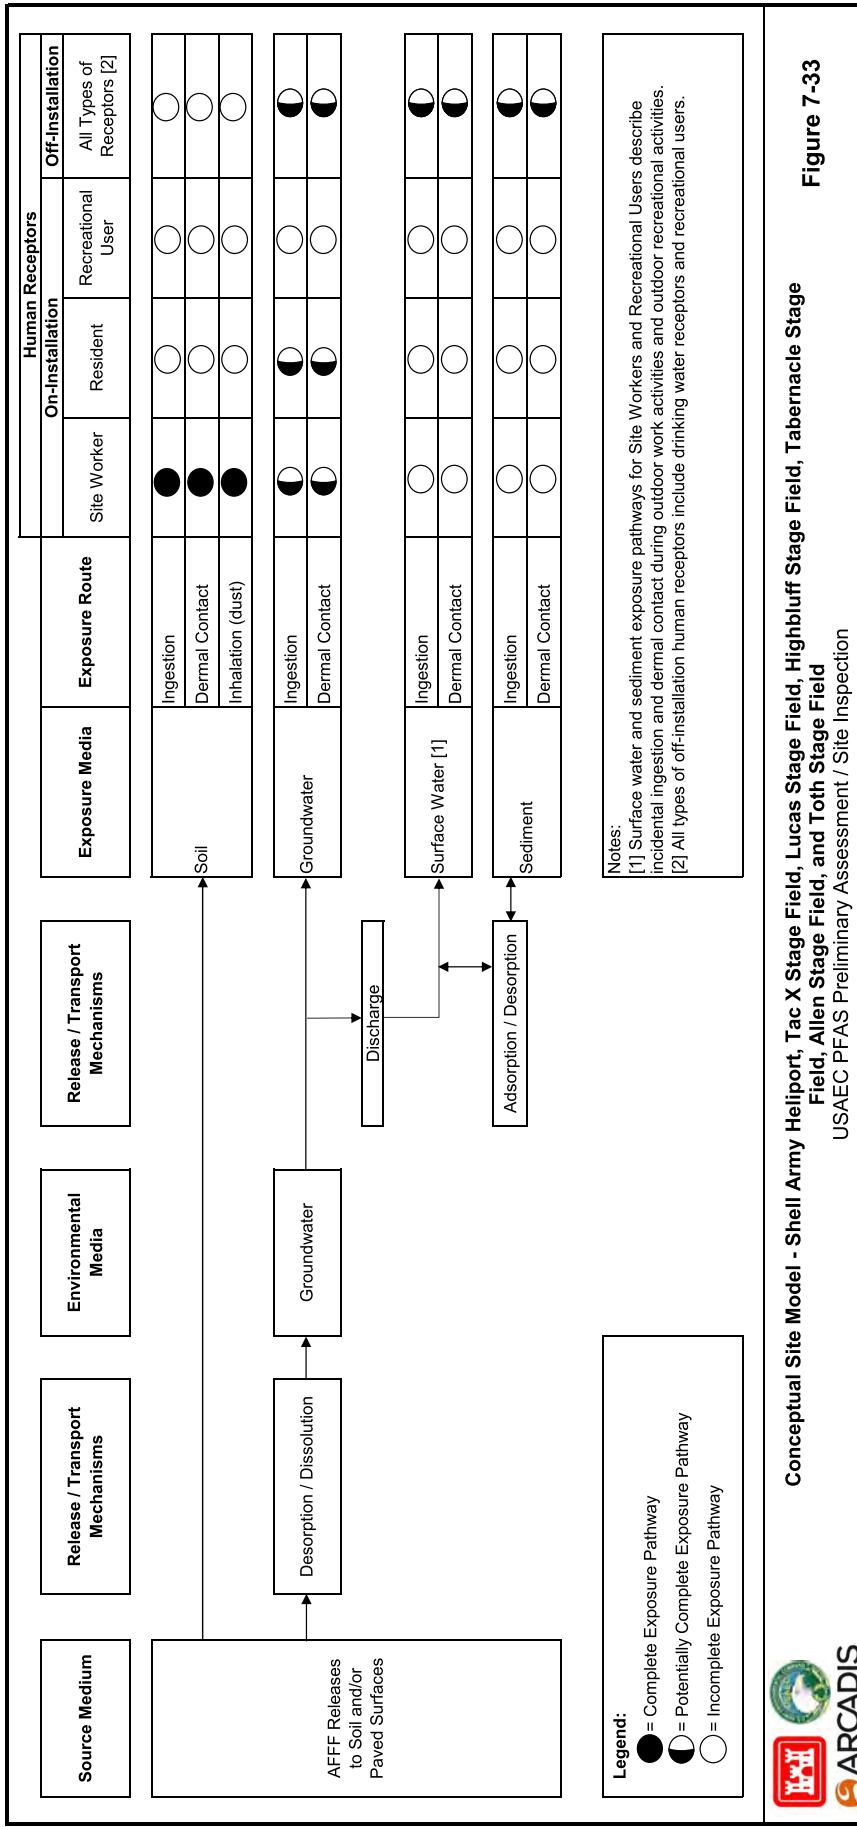 Human Receptors
On-Installation
Off-Installation
Source Medium
Release / Transport
Mechanisms
Environmental
Media
Release / Transport
Mechanisms
Exposure Media
Exposure Route
Site Worker
Resident
Recreational
User
All Types of
Receptors [2]
AFFF Releases
to Soil and/or
Paved Surfaces
Soil
Ingestion
Dermal Contact
Inhalation (dust)
Desorption / Dissolution
Groundwater
Groundwater
Ingestion
Dermal Contact
Discharge
Surface Water [1]
Ingestion
Dermal Contact
Adsorption / Desorption
Sediment
Ingestion
Dermal Contact
Legend:
= Complete Exposure Pathway
= Potentially Complete Exposure Pathway
= Incomplete Exposure Pathway
Notes:
[1] Surface water and sediment exposure pathways for Site Workers and Recreational Users describe
incidental ingestion and dermal contact during outdoor work activities and outdoor recreational activities.
[2] All types of off-installation human receptors include drinking water receptors and recreational users.
Conceptual Site Model - Shell Army Heliport, Tac X Stage Field, Lucas Stage Field, Highbluff Stage Field, Tabernacle Stage
Field, Allen Stage Field, and Toth Stage Field
USAEC PFAS Preliminary Assessment / Site Inspection
Figure 7-33
ARCADIS